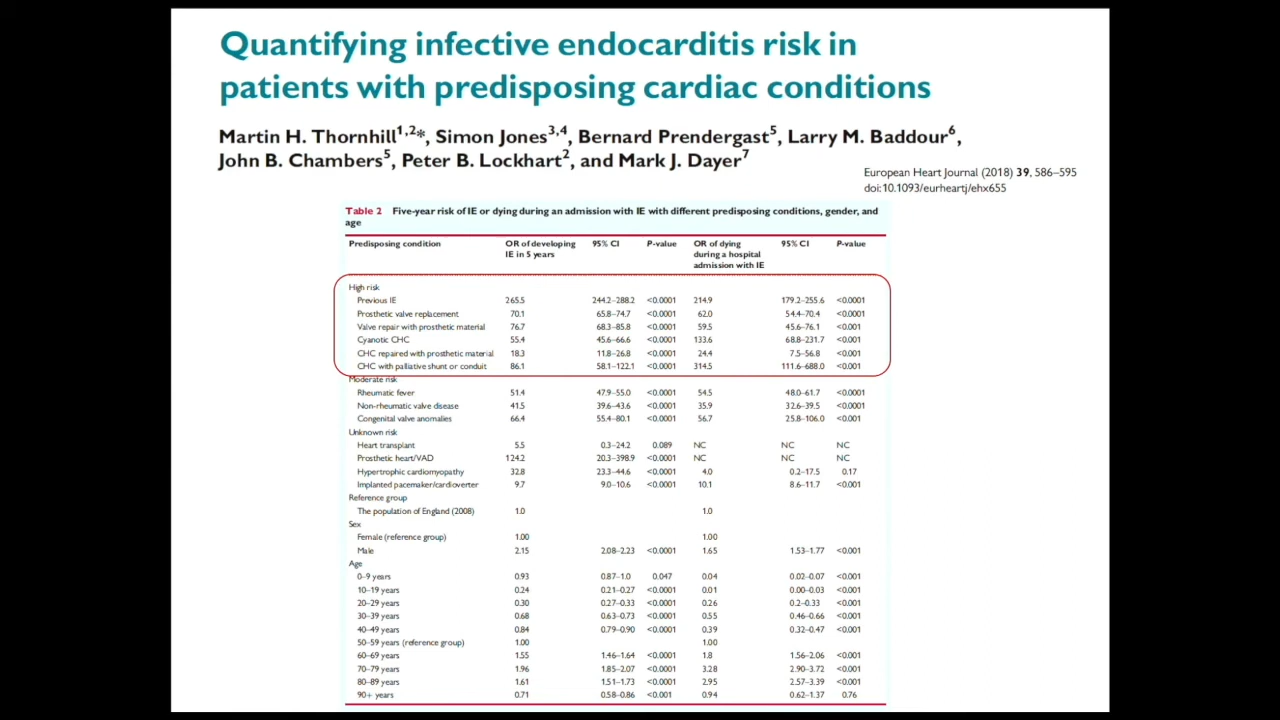 Quantifying infective endocarditis risk in
patients with predisposing cardiac conditions
Martin H. Thornhill1,2*, Simon Jones3,4, Bernard Prendergast5, Larry M. Baddour6,
John B. Chambers5, Peter B. Lockhart2, and Mark J. Dayer7
European Heart Journal (2018) 39, 586–595
doi:10.1093/eurheartj/ehx655
Table 2 Five-year risk of IE or dying during an admission with IE with different predisposing conditions, gender, and
age
Predisposing condition OR of developing 95% CI P-value OR of dying 95% CI P-value
IE in 5 years during a hospital
admission with IE
High risk
Previous IE 265.5 244.2–288.2 <0.0001 214.9 179.2–255.6 <0.0001
Prosthetic valve replacement 70.1 65.8–74.7 <0.0001 62.0 54.4–70.4 <0.0001
Valve repair with prosthetic material 76.7 68.3–85.8 <0.0001 59.5 45.6–76.1 <0.001
Cyanotic CHC 55.4 45.6–66.6 <0.0001 133.6 68.8–231.7 <0.001
CHC repaired with prosthetic material 18.3 11.8–26.8 <0.0001 24.4 7.5–56.8 <0.001
CHC with palliative shunt or conduit 86.1 58.1–122.1 <0.0001 314.5 111.6–688.0 <0.001
Moderate risk
Rheumatic fever 51.4 47.9–55.0 <0.0001 54.5 48.0–61.7 <0.0001
Non-rheumatic valve disease 41.5 39.6–43.6 <0.0001 35.9 32.6–39.5 <0.0001
Congenital valve anomalies 66.4 55.4–80.1 <0.0001 56.7 25.8–106.0 <0.001
Unknown risk
Heart transplant 5.5 0.3–24.2 0.089 NC NC NC
Prosthetic heart/VAD 124.2 20.3–398.9 <0.0001 NC NC NC
Hypertrophic cardiomyopathy 32.8 23.3–44.6 <0.0001 4.0 0.2–17.5 0.17
Implanted pacemaker/cardioverter 9.7 9.0–10.6 <0.0001 10.1 8.6–11.7 <0.001
Reference group
The population of England (2008) 1.0 1.0
Sex
Female (reference group) 1.00 1.00
Male 2.15 2.08–2.23 <0.0001 1.65 1.53–1.77 <0.001
Age
0–9 years 0.93 0.87–1.0 0.047 0.04 0.02–0.07 <0.001
10–19 years 0.24 0.21–0.27 <0.0001 0.01 0.00–0.03 <0.001
20–29 years 0.30 0.27–0.33 <0.0001 0.26 0.2–0.33 <0.001
30–39 years 0.68 0.63–0.73 <0.0001 0.55 0.46–0.66 <0.001
40–49 years 0.84 0.79–0.90 <0.0001 0.39 0.32–0.47 <0.001
50–59 years (reference group) 1.00 1.00
60–69 years 1.55 1.46–1.64 <0.0001 1.8 1.56–2.06 <0.001
70–79 years 1.96 1.85–2.07 <0.0001 3.28 2.90–3.72 <0.001
80–89 years 1.61 1.51–1.73 <0.0001 2.95 2.57–3.39 <0.001
90+ years 0.71 0.58–0.86 <0.001 0.94 0.62–1.37 0.76